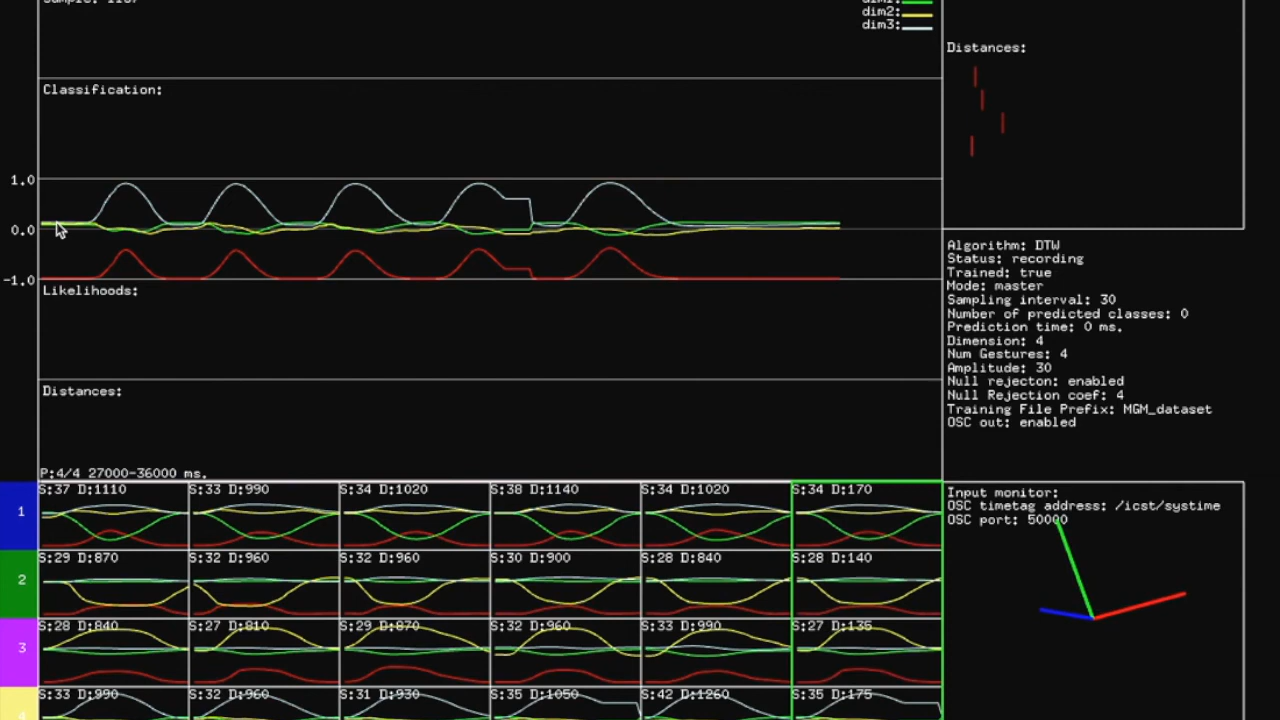 dim2:
dim3:
Distances:
Classification:
1.0
0.0
-1.0
Likelihoods:
Distances:
P:4/4 27000-36000 ms.
Algorithm: DTW
Status: recording
Trained: true
Mode: master
Sampling interval: 30
Number of predicted classes: 0
Prediction time: 0 ms.
Dimension: 4
Num Gestures: 4
Amplitude: 30
Null rejecton: enabled
Null Rejection coef: 4
Training File Prefix: MGM_dataset
OSC out: enabled
1
S:37 D:1110 S:33 D:990 S:34 D:1020 S:38 D:1140 S:34 D:1020 S:34 D:170
2
S:29 D:870 S:32 D:960 S:32 D:960 S:30 D:900 S:28 D:840 S:28 D:140
3
S:28 D:840 S:27 D:810 S:29 D:870 S:32 D:960 S:33 D:990 S:27 D:135
4
S:33 D:990 S:32 D:960 S:31 D:930 S:35 D:1050 S:42 D:1260 S:35 D:175
Input monitor:
OSC timetag address: /icst/systime
OSC port: 50000